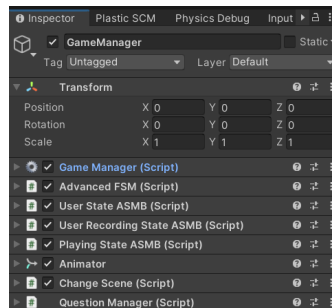 Inspector Plastic SCM Physics Debug Input
GameManager Static
Tag Untagged Layer Default
Transform
Position X 0 Y 0 Z 0
Rotation X 0 Y 0 Z 0
Scale X 1 Y 1 Z 1
Game Manager (Script)
Advanced FSM (Script)
User State ASMB (Script)
User Recording State ASMB (Script)
Playing State ASMB (Script)
Animator
Change Scene (Script)
Question Manager (Script)